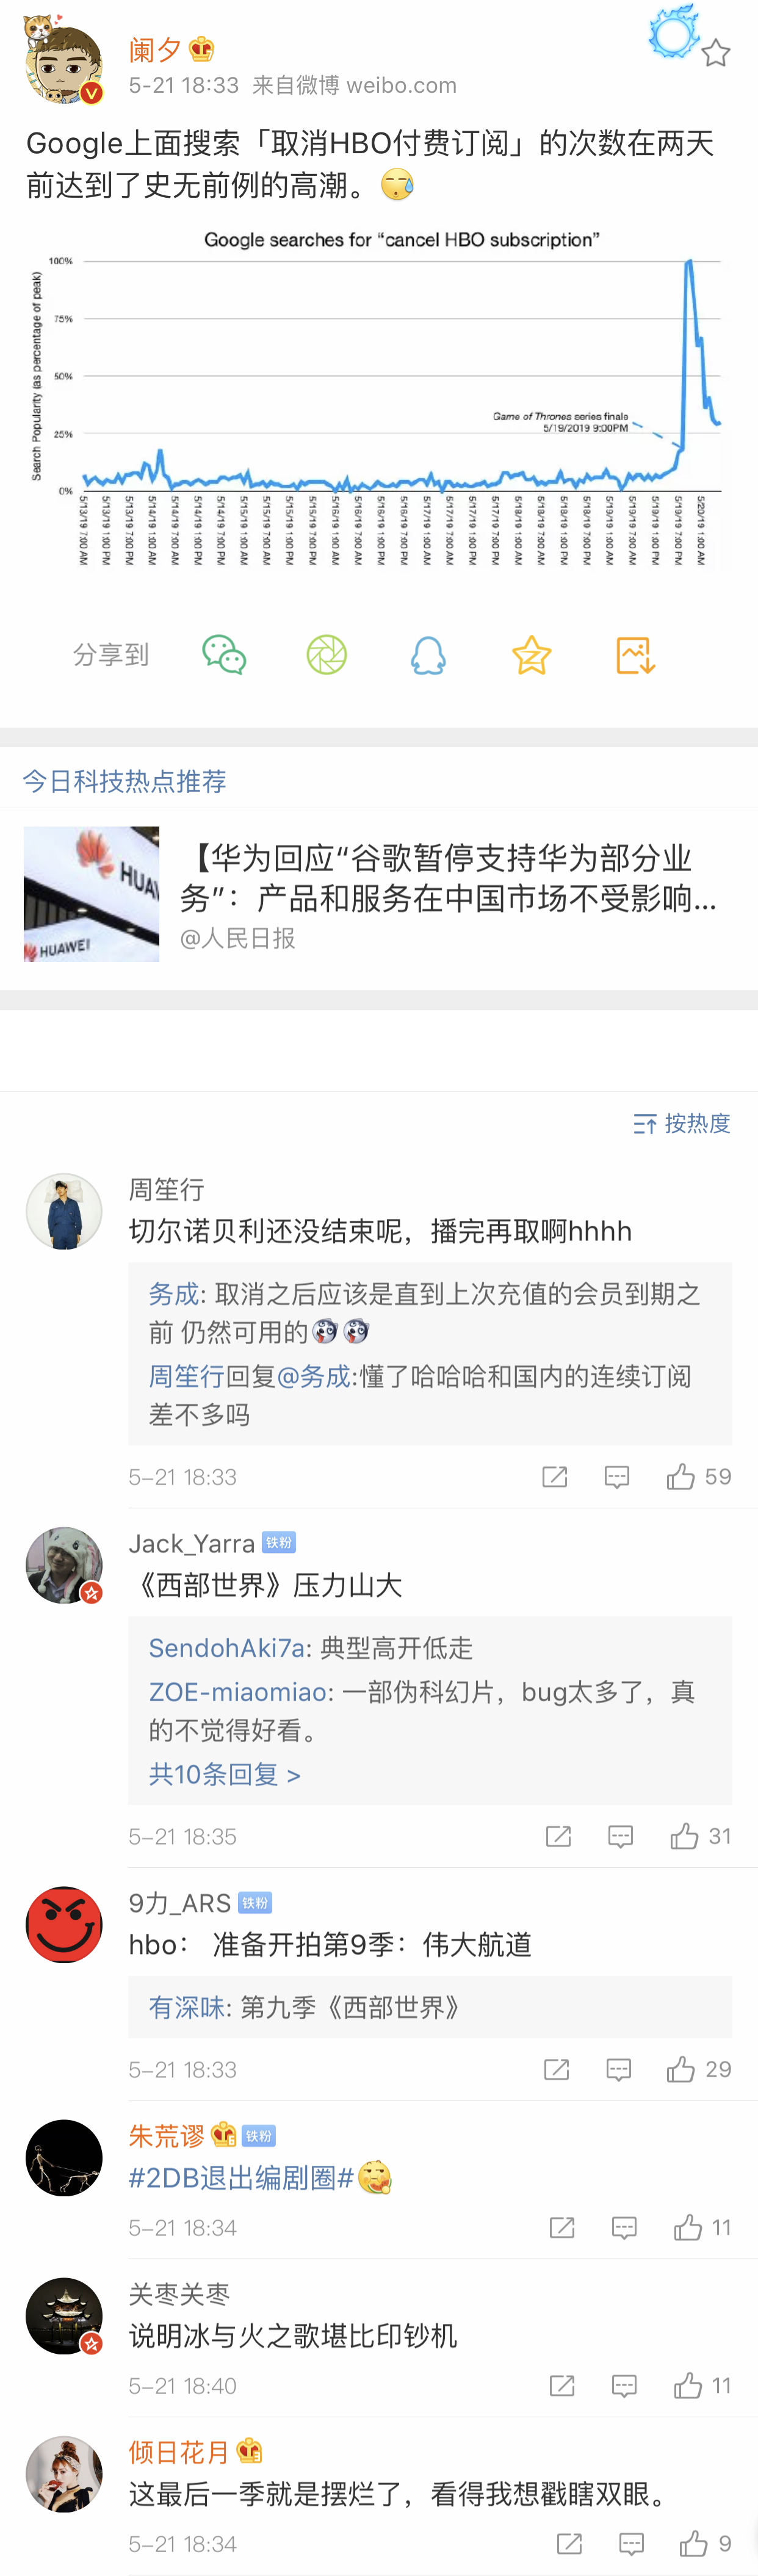 阑夕
5-21 18:33 来自微博 weibo.com
Google上面搜索「取消HBO付费订阅」的次数在两天
前达到了史无前例的高潮。
Google searches for “cancel HBO subscription”
Search Popularity (as percentage of peak)
100%
75%
50%
25%
0%
Game of Thrones series finale
5/19/2019 9:00PM
5/13/19 7:00 AM
5/13/19 1:00 PM
5/13/19 7:00 PM
5/14/19 1:00 AM
5/14/19 7:00 AM
5/14/19 1:00 PM
5/14/19 7:00 PM
5/15/19 1:00 AM
5/15/19 7:00 AM
5/15/19 1:00 PM
5/15/19 7:00 PM
5/16/19 1:00 AM
5/16/19 7:00 AM
5/16/19 1:00 PM
5/16/19 7:00 PM
5/17/19 1:00 AM
5/17/19 7:00 AM
5/17/19 1:00 PM
5/17/19 7:00 PM
5/18/19 1:00 AM
5/18/19 7:00 AM
5/18/19 1:00 PM
5/18/19 7:00 PM
5/19/19 1:00 AM
5/19/19 7:00 AM
5/19/19 1:00 PM
5/19/19 7:00 PM
5/20/19 1:00 AM
分享到
今日科技热点推荐
HUAWEI
【华为回应“谷歌暂停支持华为部分业
务”：产品和服务在中国市场不受影响...
@人民日报
按热度
周笙行
切尔诺贝利还没结束呢，播完再取啊hhhh
务成: 取消之后应该是直到上次充值的会员到期之
前 仍然可用的
周笙行回复@务成:懂了哈哈哈和国内的连续订阅
差不多吗
5-21 18:33
59
Jack_Yarra 铁粉
《西部世界》压力山大
SendohAki7a: 典型高开低走
ZOE-miaomiao: 一部伪科幻片，bug太多了，真
的不觉得好看。
共10条回复 >
5-21 18:35
31
9力_ARS 铁粉
hbo： 准备开拍第9季：伟大航道
有深味: 第九季《西部世界》
5-21 18:33
29
朱荒谬 铁粉
#2DB退出编剧圈#
5-21 18:34
11
关枣关枣
说明冰与火之歌堪比印钞机
5-21 18:40
11
倾日花月
这最后一季就是摆烂了，看得我想戳瞎双眼。
5-21 18:34
9